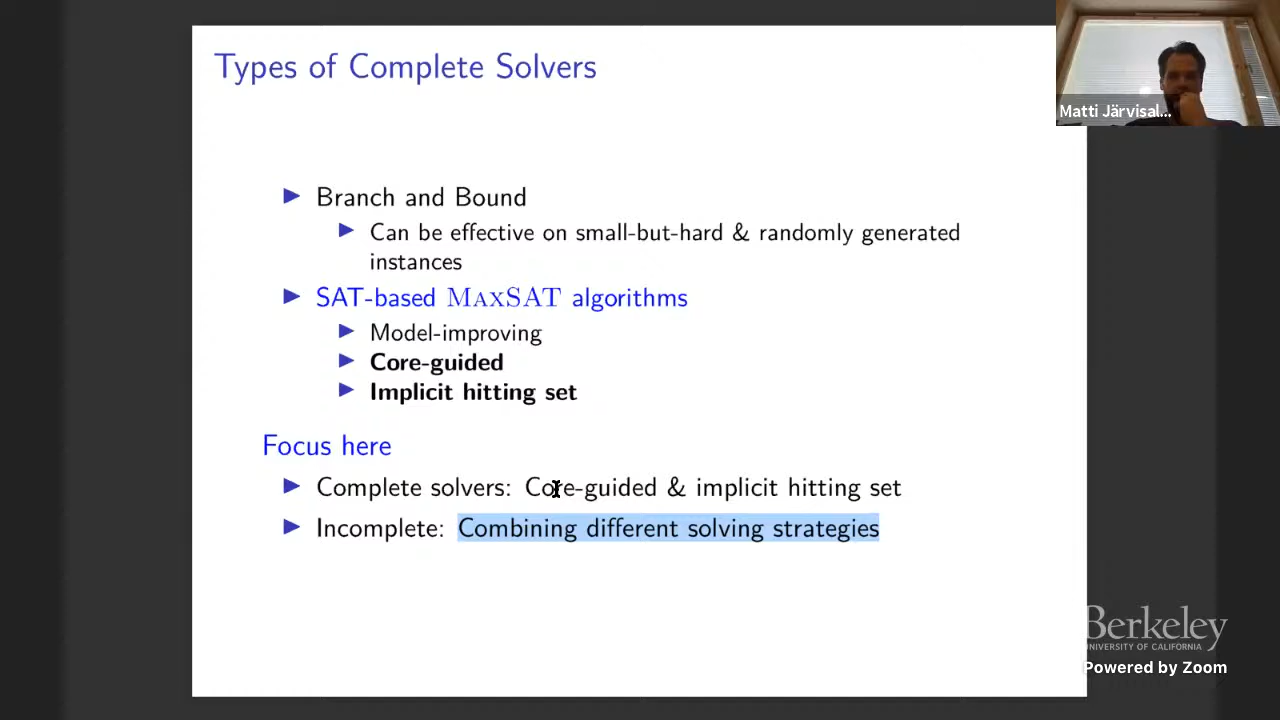 Types of Complete Solvers
Matti Järvisal...
▶ Branch and Bound
▶ Can be effective on small-but-hard & randomly generated
instances
▶ SAT-based MAXSAT algorithms
▶ Model-improving
▶ Core-guided
▶ Implicit hitting set
Focus here
▶ Complete solvers: Core-guided & implicit hitting set
▶ Incomplete: Combining different solving strategies
Berkeley
UNIVERSITY OF CALIFORNIA
Powered by Zoom